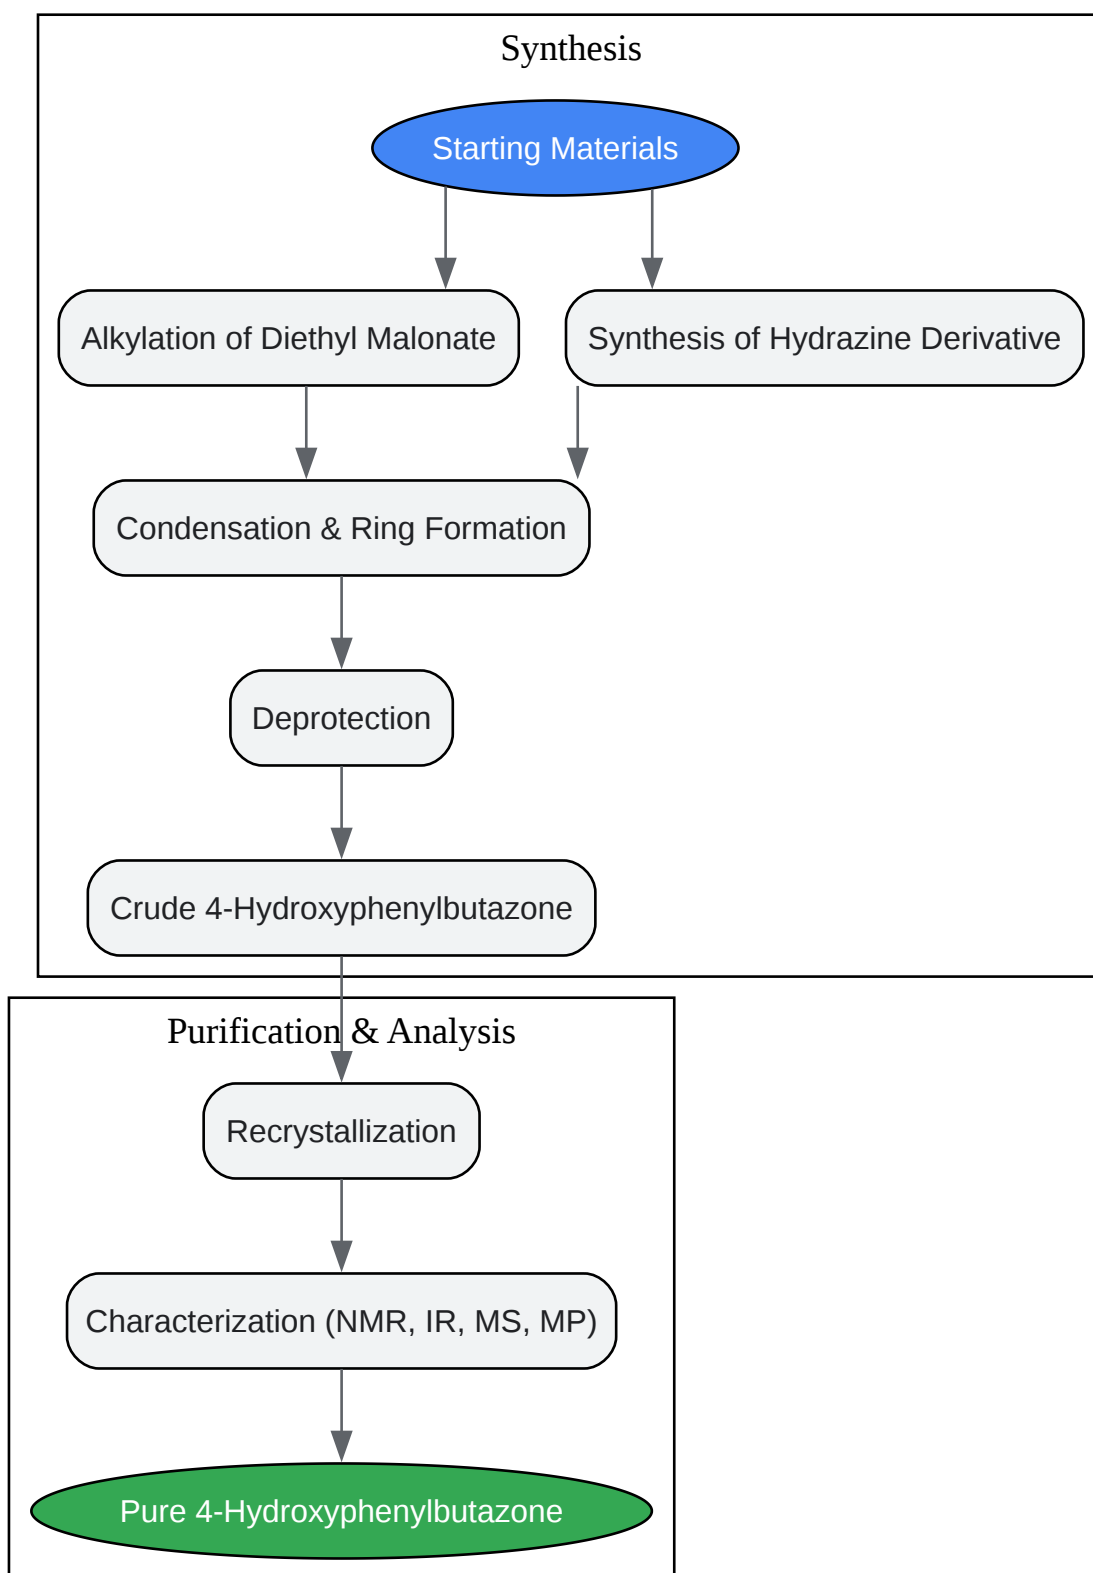 Synthesis
Starting Materials
Alkylation of Diethyl Malonate
Synthesis of Hydrazine Derivative
Condensation & Ring Formation
Deprotection
Crude 4-Hydroxyphenylbutazone
Purification & Analysis
Recrystallization
Characterization (NMR, IR, MS, MP)
Pure 4-Hydroxyphenylbutazone